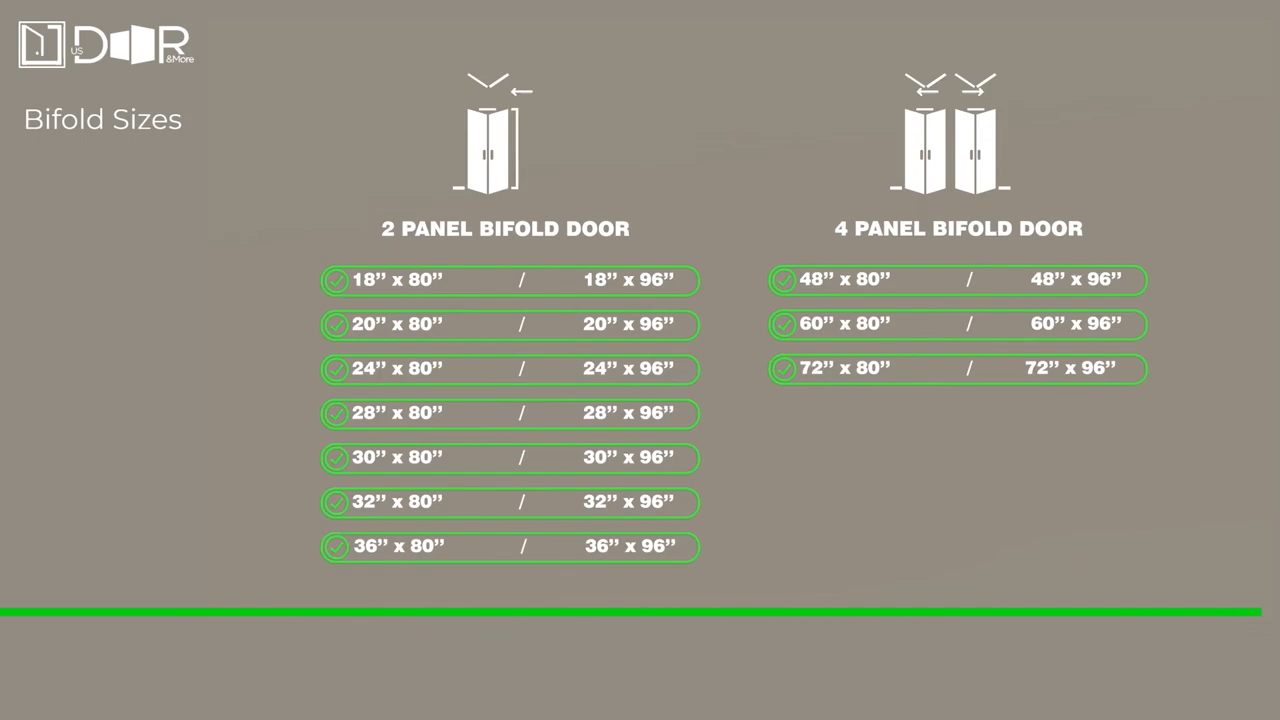 US DOOR &More
Bifold Sizes
2 PANEL BIFOLD DOOR
18’’ x 80’’ / 18’’ x 96’’
20’’ x 80’’ / 20’’ x 96’’
24’’ x 80’’ / 24’’ x 96’’
28’’ x 80’’ / 28’’ x 96’’
30’’ x 80’’ / 30’’ x 96’’
32’’ x 80’’ / 32’’ x 96’’
36’’ x 80’’ / 36’’ x 96’’
4 PANEL BIFOLD DOOR
48’’ x 80’’ / 48’’ x 96’’
60’’ x 80’’ / 60’’ x 96’’
72’’ x 80’’ / 72’’ x 96’’